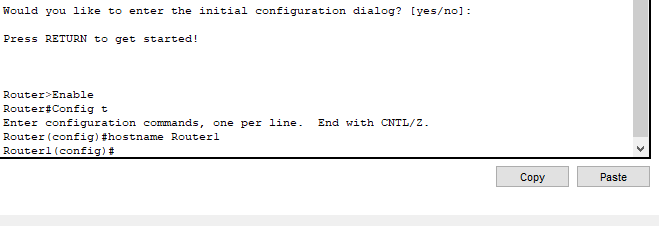 Would you like to enter the initial configuration dialog? [yes/no]:
Press RETURN to get started!
Router>Enable
Router#Config t
Enter configuration commands, one per line.  End with CNTL/Z.
Router(config)#hostname Router1
Router1(config)#
Copy
Paste